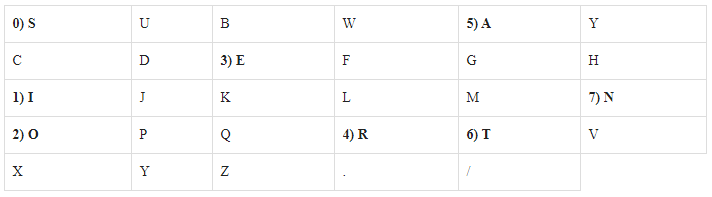 0) S U B W 5) A Y
C D 3) E F G H
1) I J K L M 7) N
2) O P Q 4) R 6) T V
X Y Z . /